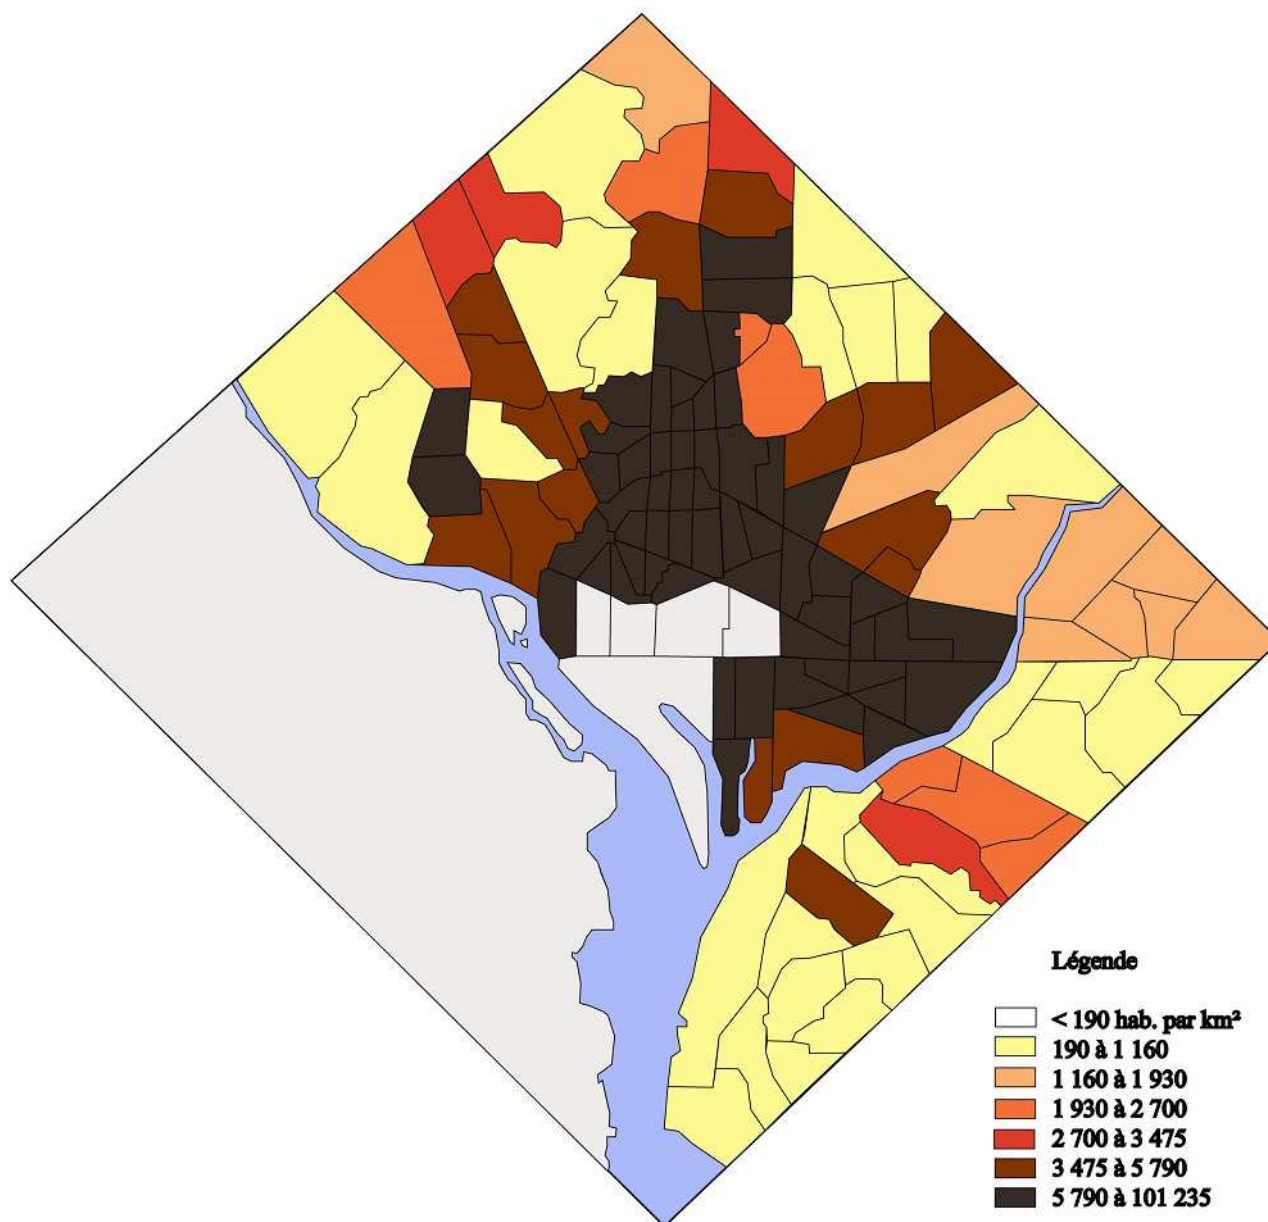 Légende
< 190 hab. par km²
190 à 1 160
1 160 à 1 930
1 930 à 2 700
2 700 à 3 475
3 475 à 5 790
5 790 à 101 235